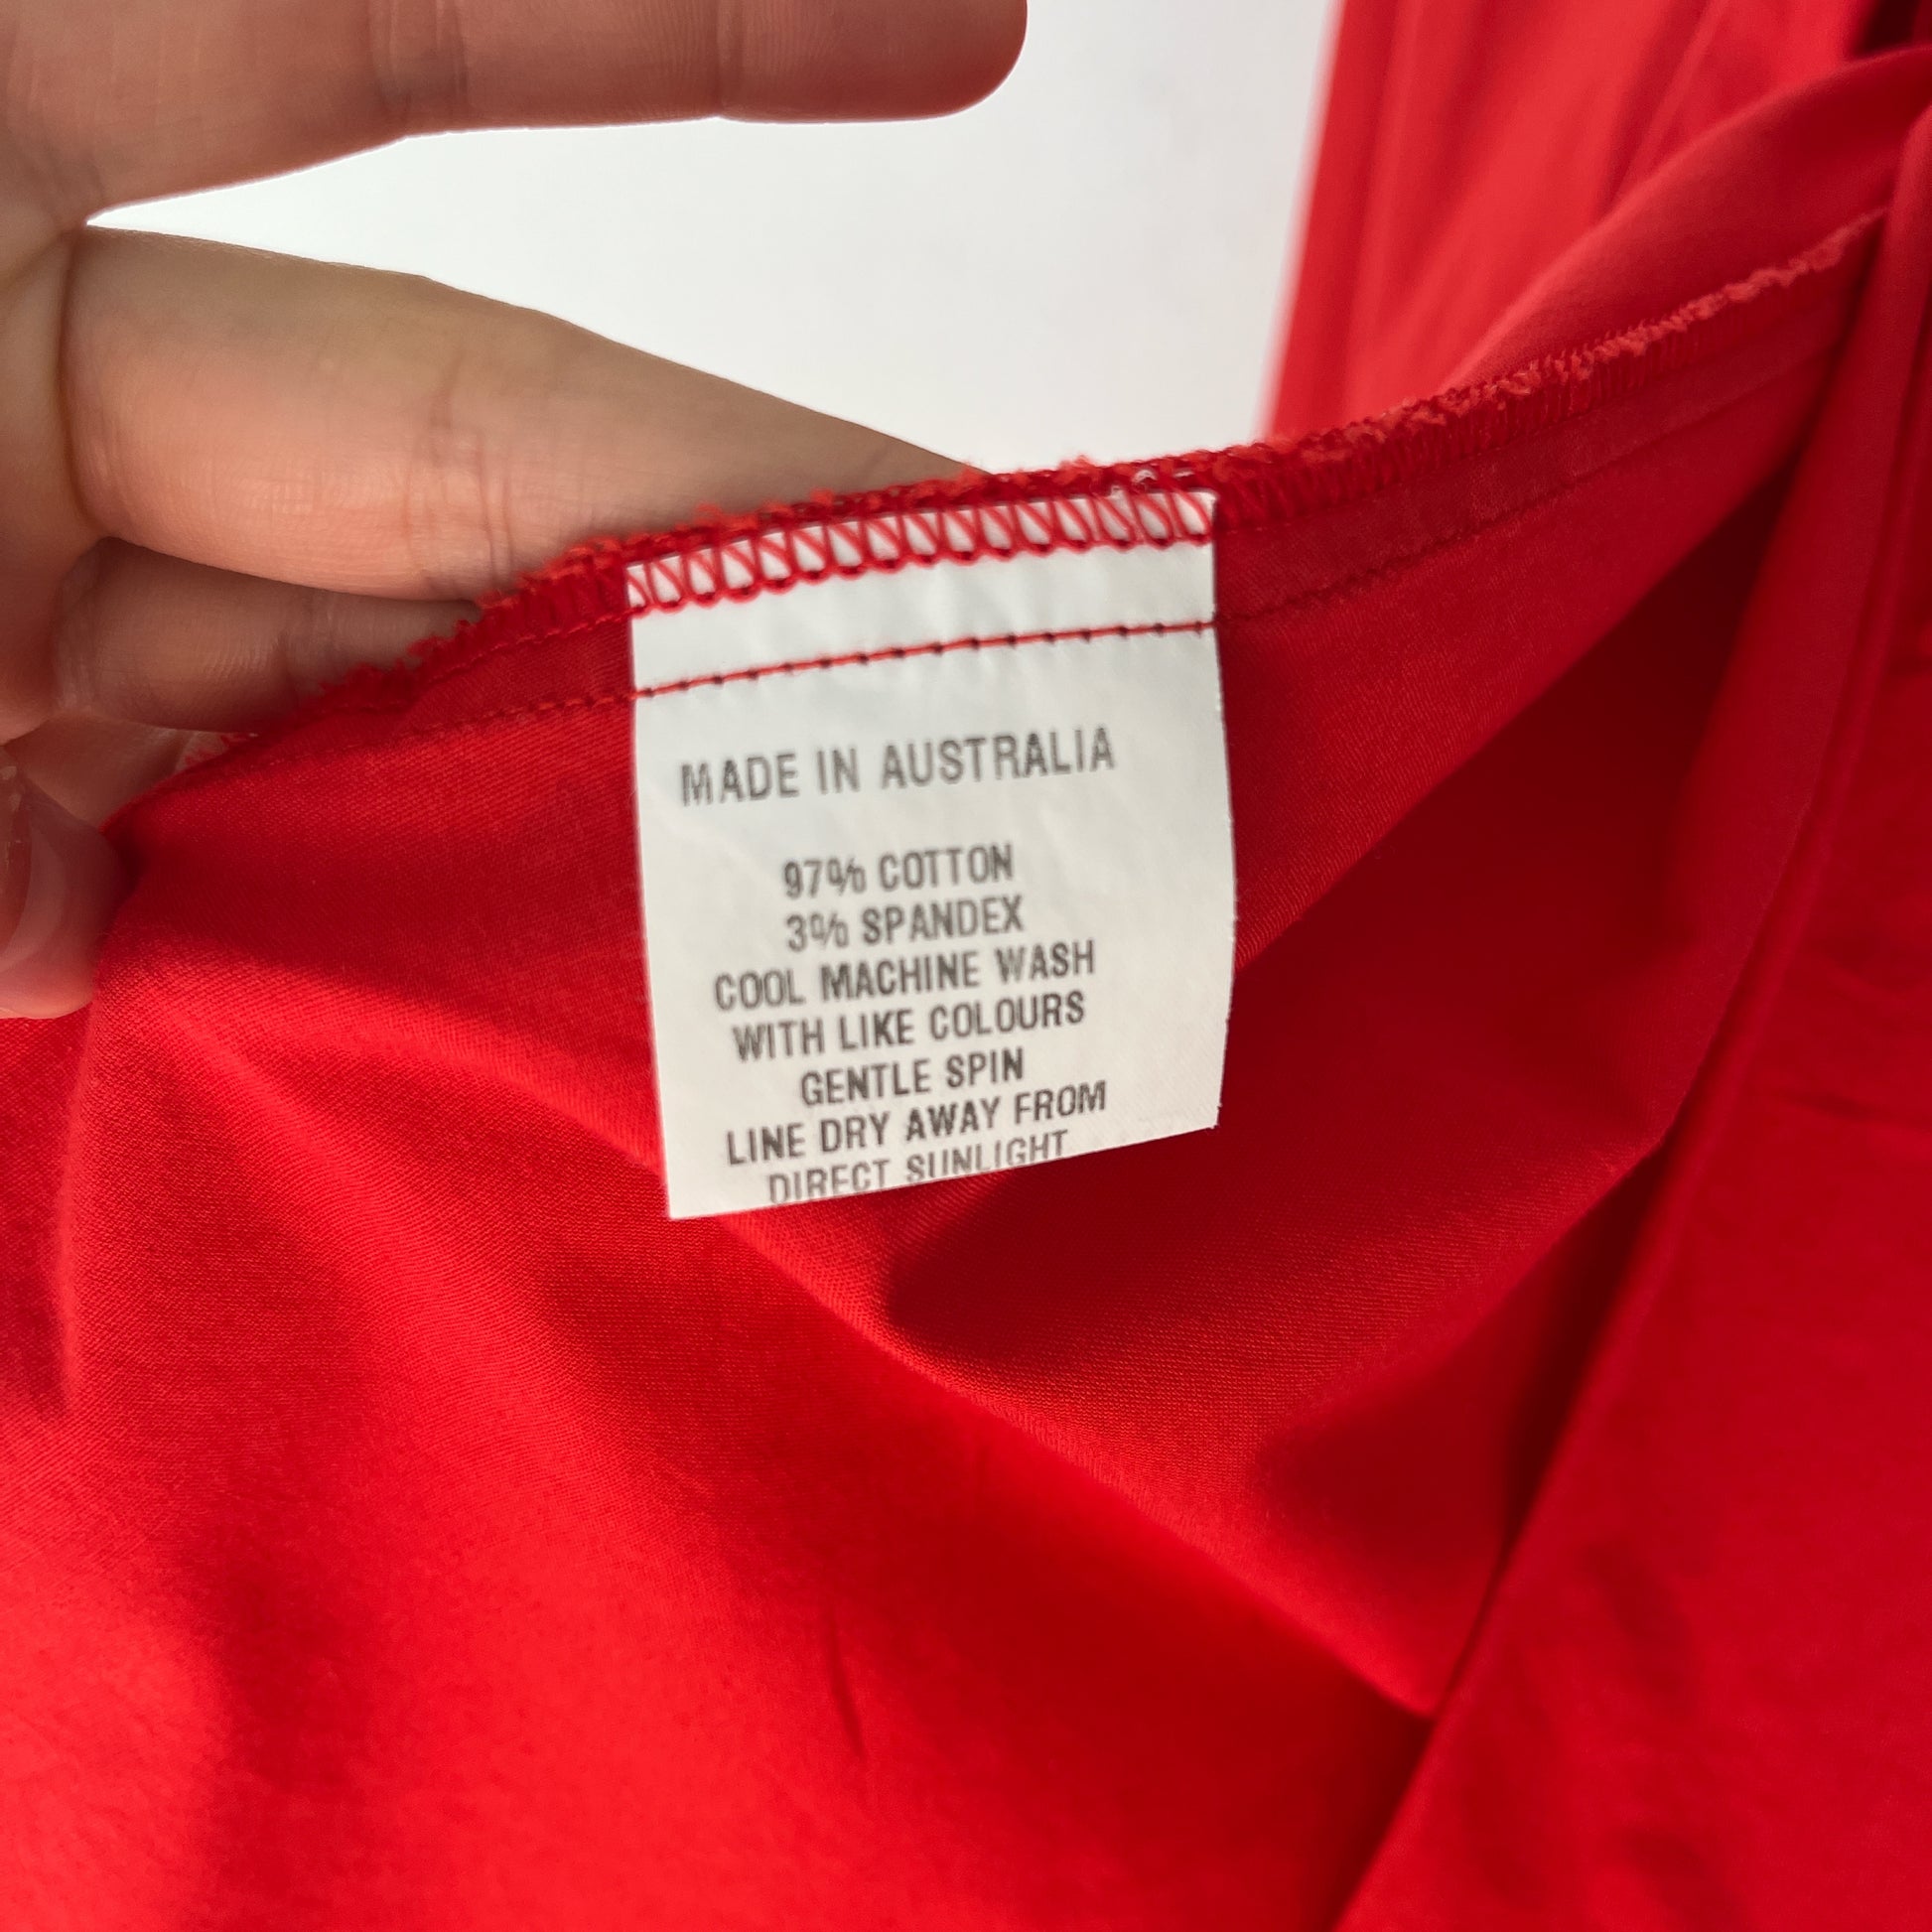 MADE IN AUSTRALIA
97% COTTON
3% SPANDEX
COOL MACHINE WASH
WITH LIKE COLOURS
GENTLE SPIN
LINE DRY AWAY FROM
DIRECT SUNLIGHT